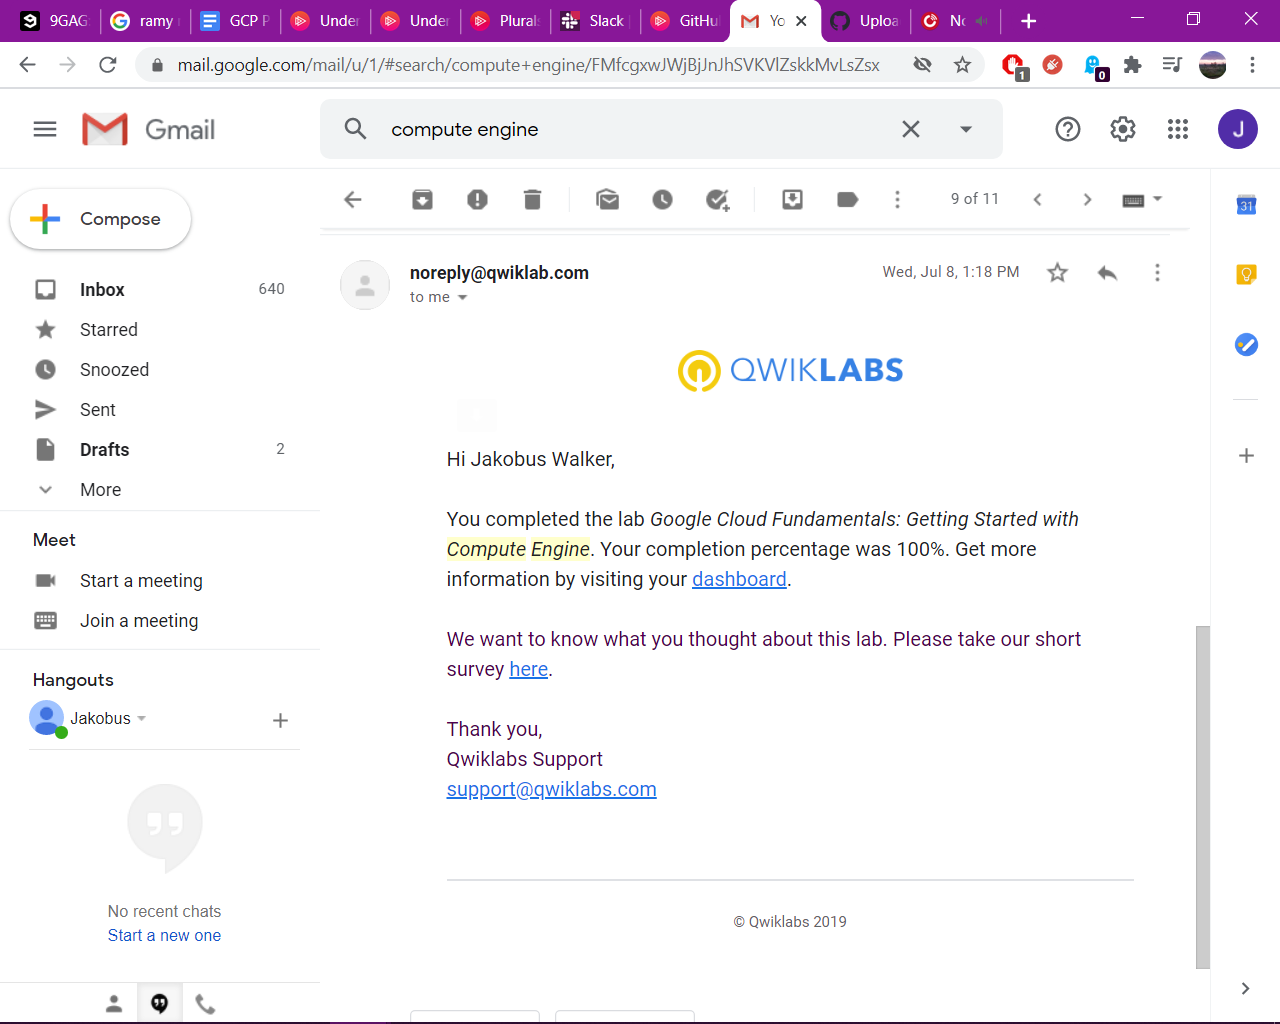 9GAG
ramy
GCP P
Under
Under
Plurals
Slack
GitHu
Yo
Uploa
No
mail.google.com/mail/u/1/#search/compute+engine/FMfcgxwJWjBjJnJhSVKVlZskkMvLsZsx
1
0
Gmail
compute engine
J
Compose
9 of 11
31
Inbox 640
Starred
Snoozed
Sent
Drafts 2
More
Meet
Start a meeting
Join a meeting
Hangouts
Jakobus
No recent chats
Start a new one
noreply@qwiklab.com
Wed, Jul 8, 1:18 PM
to me
QWIKLABS
Hi Jakobus Walker,
You completed the lab Google Cloud Fundamentals: Getting Started with
Compute Engine. Your completion percentage was 100%. Get more
information by visiting your dashboard.
We want to know what you thought about this lab. Please take our short
survey here.
Thank you,
Qwiklabs Support
support@qwiklabs.com
© Qwiklabs 2019